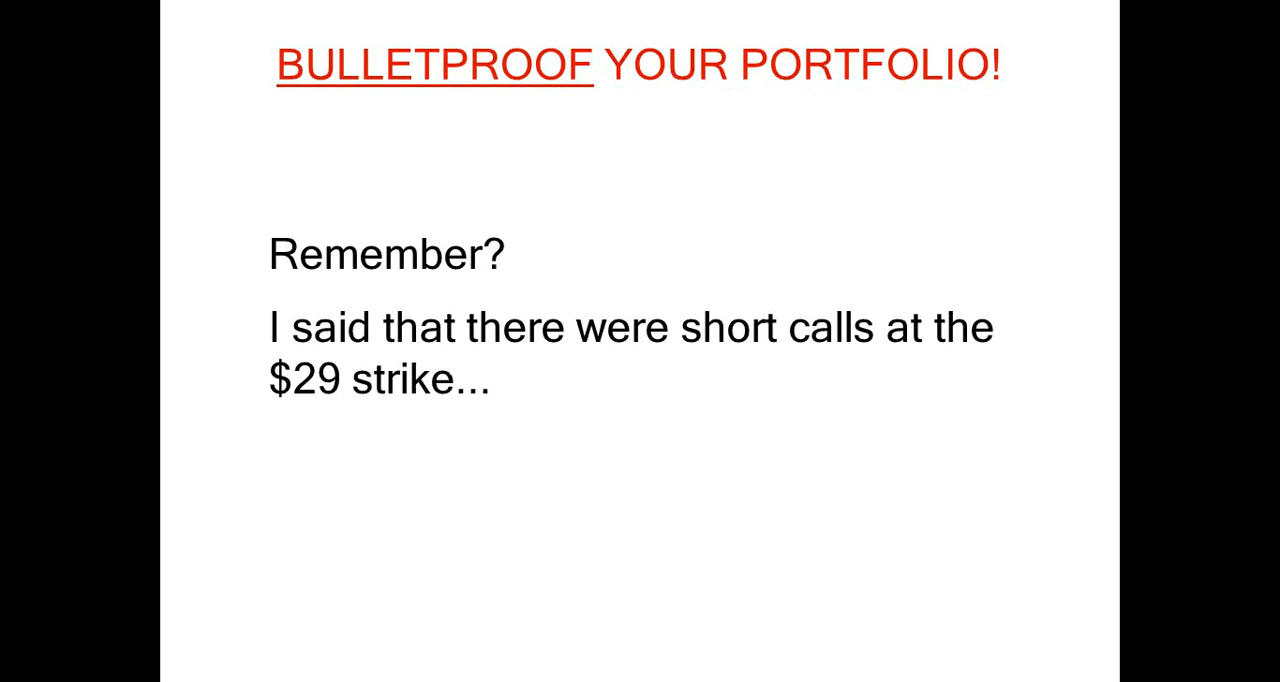 BULLETPROOF YOUR PORTFOLIO!
Remember?
I said that there were short calls at the
$29 strike...